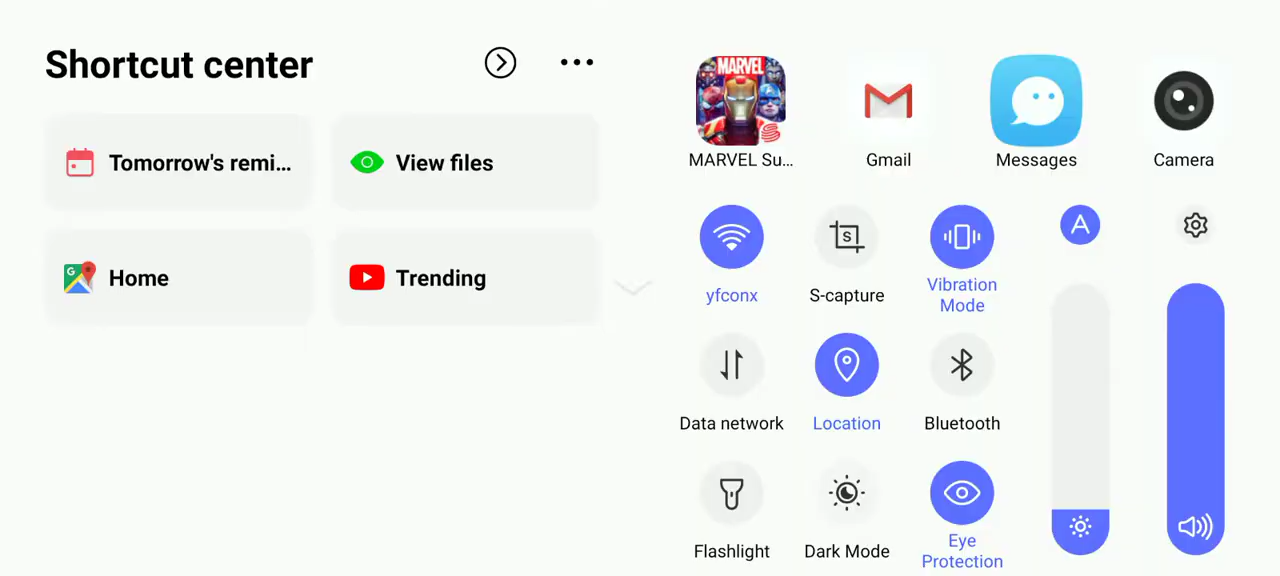 Shortcut center
Tomorrow's remi...
View files
Home
Trending
MARVEL
MARVEL Su...
Gmail
Messages
Camera
yfconx
S
S-capture
Vibration
Mode
A
Data network
Location
Bluetooth
Flashlight
Dark Mode
Eye
Protection